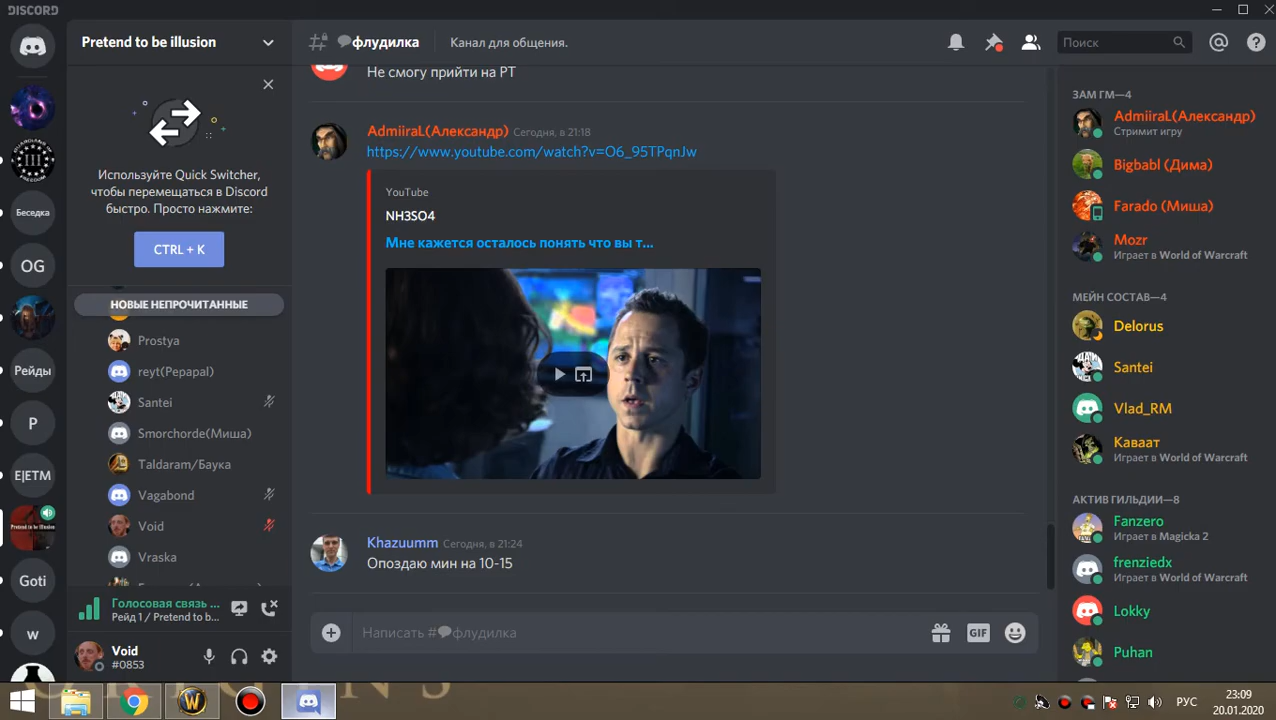 DISCORD
Pretend to be illusion
флудилка
Канал для общения.
Поиск
Используйте Quick Switcher,
чтобы перемещаться в Discord
быстро. Просто нажмите:
CTRL + K
НОВЫЕ НЕПРОЧИТАННЫЕ
Prostya
reyt(Pepapal)
Santei
Smorchorde(Миша)
Taldaram/Баука
Vagabond
Void
Vraska
Голосовая связь ...
Рейд 1 / Pretend to b...
Void
#0853
III
Беседка
OG
Рейды
P
E|ETM
Pretend to be illusion
Goti
w
Не смогу прийти на РТ
AdmiiraL(Александр) Сегодня, в 21:18
https://www.youtube.com/watch?v=O6_95TPqnJw
YouTube
NH3SO4
Мне кажется осталось понять что вы т...
Khazuumm Сегодня, в 21:24
Опоздаю мин на 10-15
Написать #флудилка
GIF
ЗАМ ГМ—4
AdmiiraL(Александр)
Стримит игру
Bigbabl (Дима)
Farado (Миша)
Mozr
Играет в World of Warcraft
МЕЙН СОСТАВ—4
Delorus
Santei
Vlad_RM
Каваат
Играет в World of Warcraft
АКТИВ ГИЛЬДИИ—8
Fanzero
Играет в Magicka 2
frenziedx
Играет в World of Warcraft
Lokky
Puhan
РУС
23:09
20.01.2020